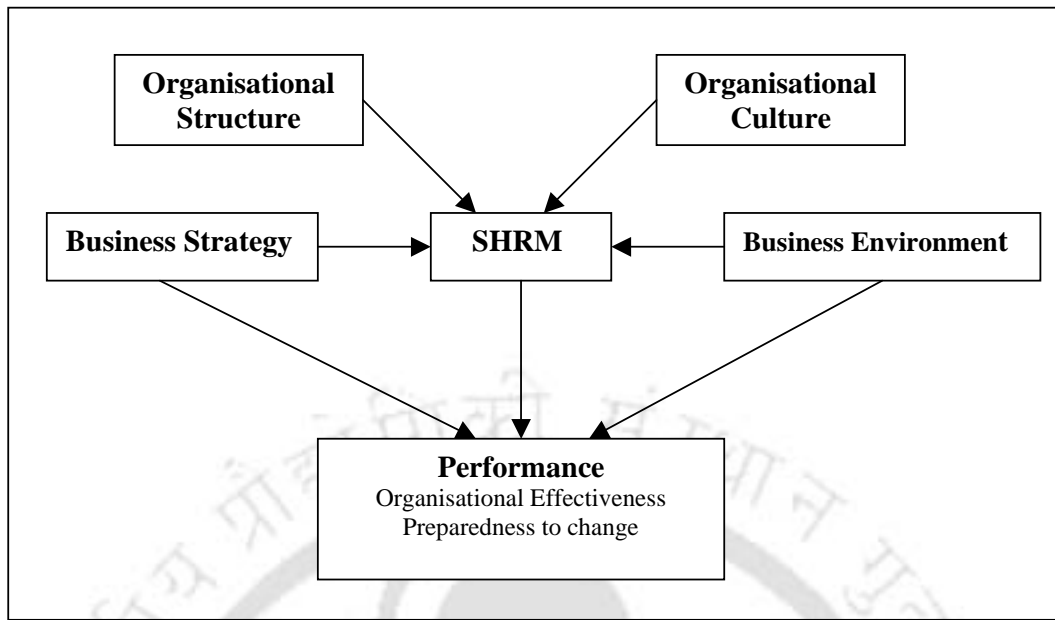 Organisational
Structure
Organisational
Culture
Business Strategy
SHRM
Business Environment
Performance
Organisational Effectiveness
Preparedness to change